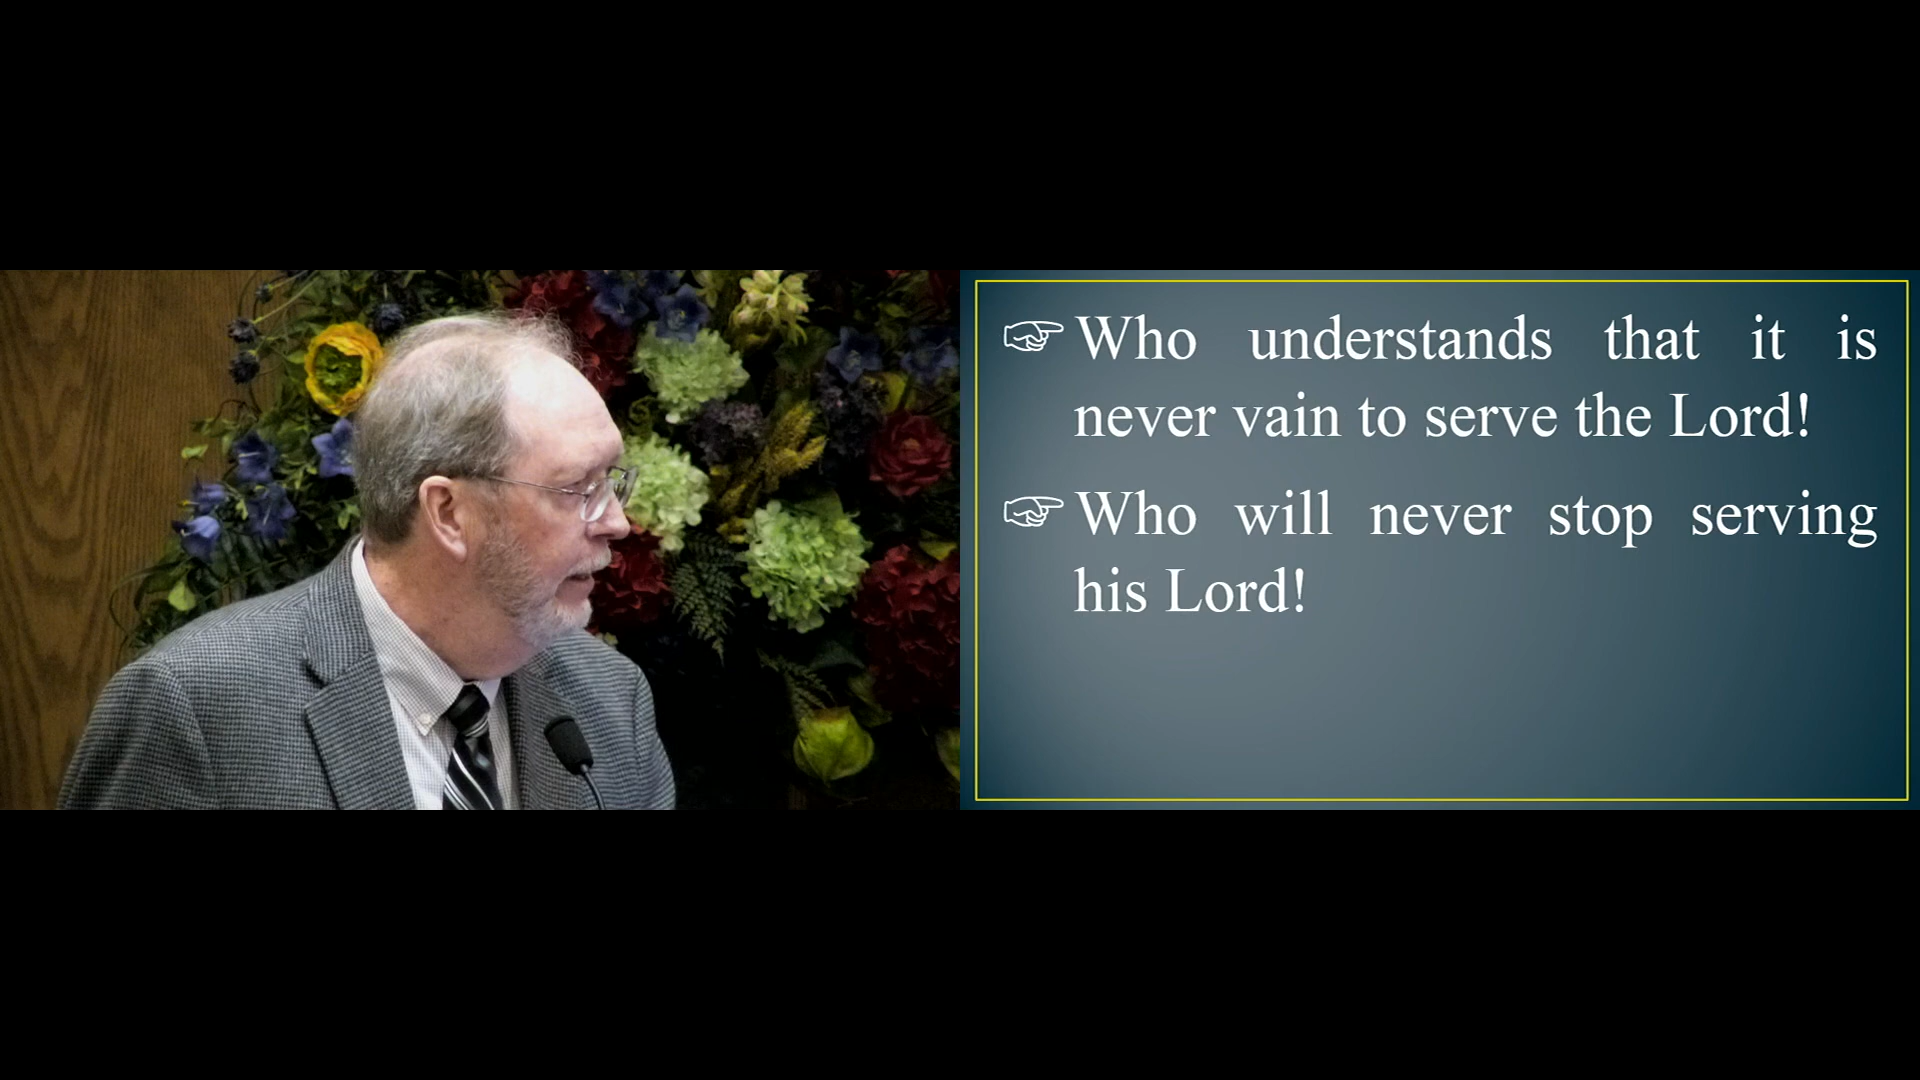 ☞Who understands that it is
never vain to serve the Lord!
☞Who will never stop serving
his Lord!